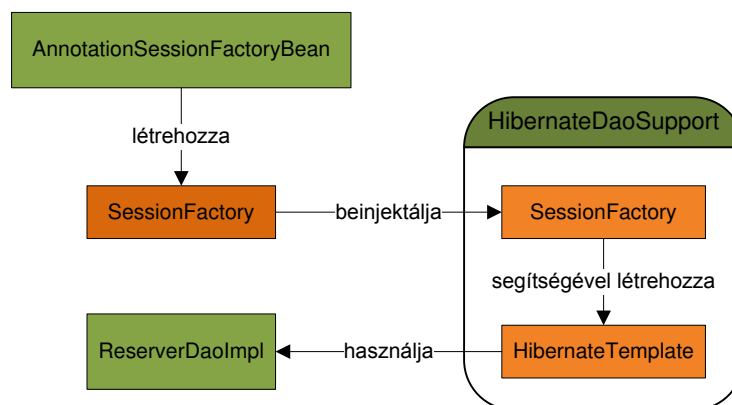 AnnotationSessionFactoryBean
létrehozza
HibernateDaoSupport
SessionFactory
beinjektálja
SessionFactory
segítségével létrehozza
ReserverDaoImpl
használja
HibernateTemplate